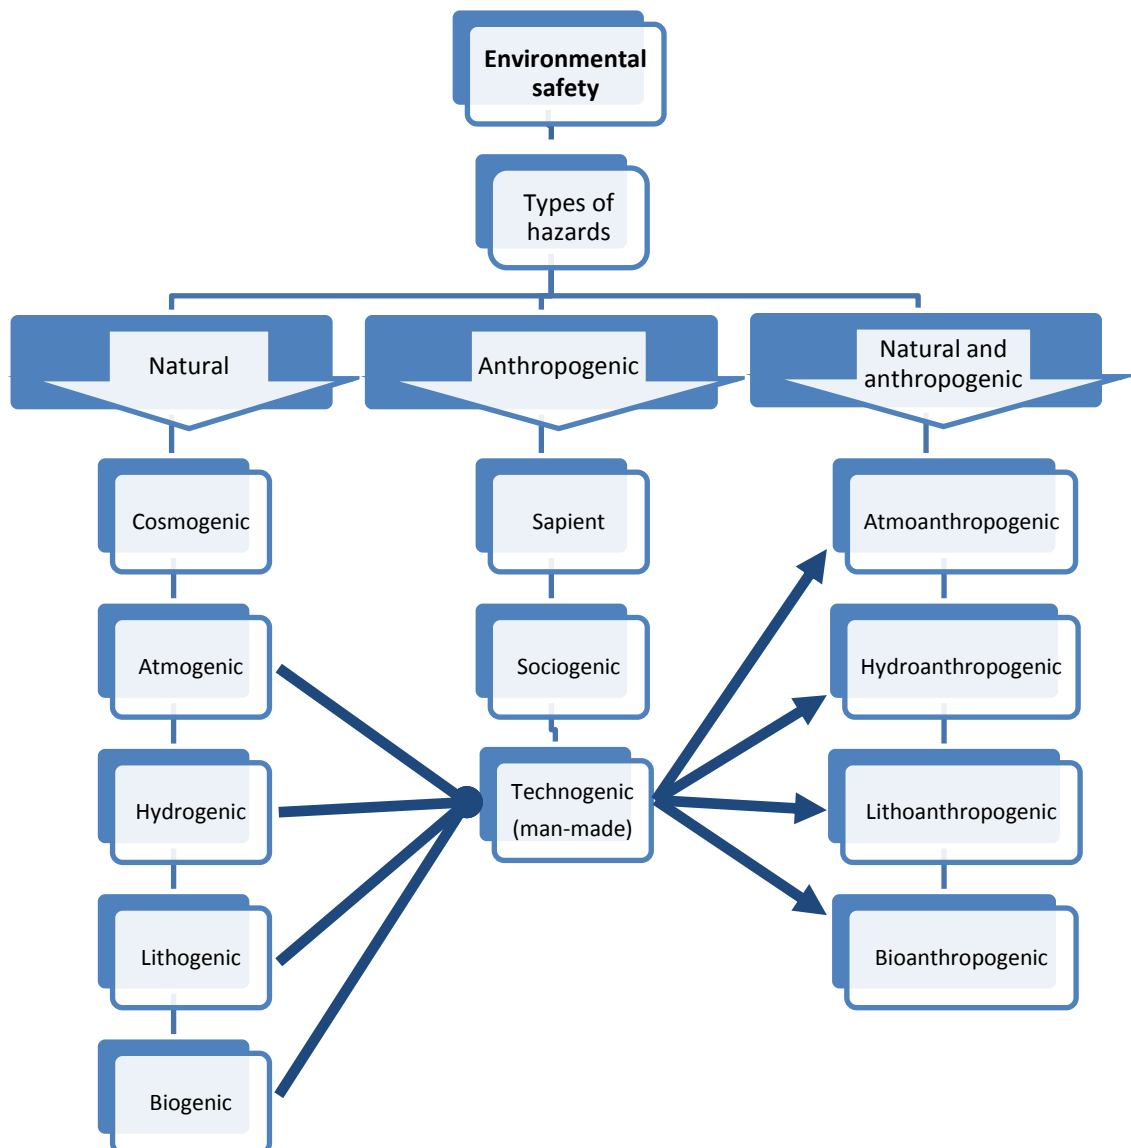 Environmental
safety
Types of
hazards
Natural
Anthropogenic
Natural and
anthropogenic
Cosmogenic
Sapient
Atmoanthropogenic
Atmogenic
Sociogenic
Hydroanthropogenic
Hydrogenic
Technogenic
(man-made)
Lithoanthropogenic
Lithogenic
Bioanthropogenic
Biogenic